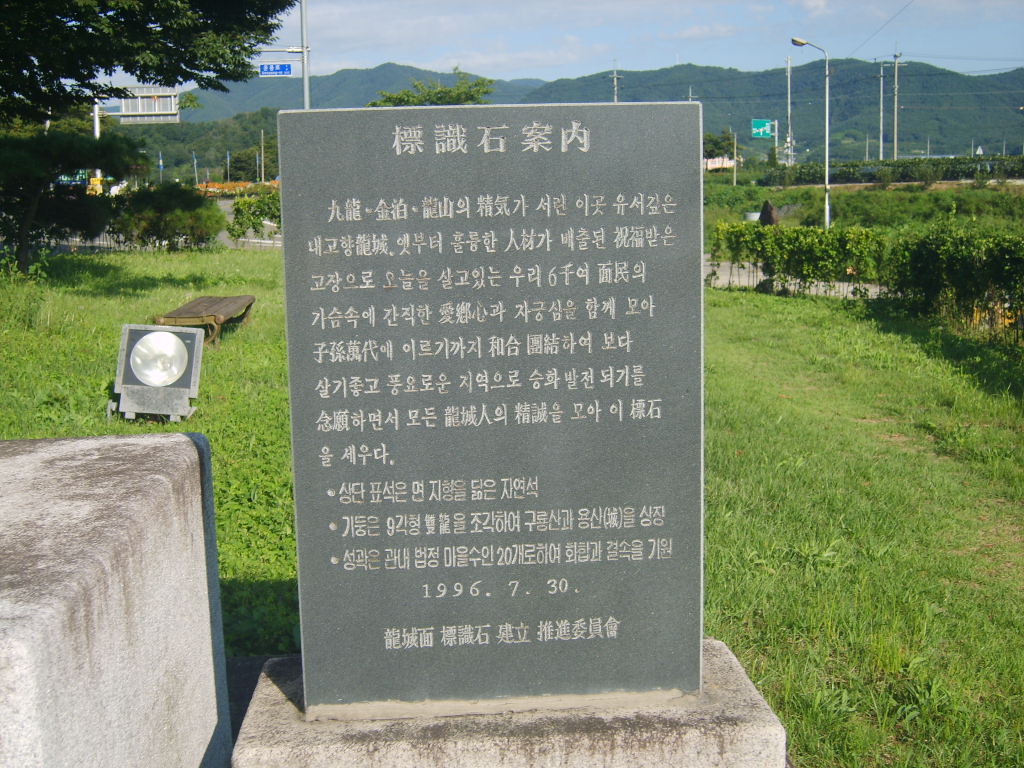 標識石案内
九龍·金泊·龍山의 精気가 서린 이곳 유서깊은
내고향龍城. 옛부터 훌륭한 人材가 배출된 祝福받은
고장으로 오늘을 살고있는 우리 6千여 面民의
가슴속에 간직한 愛鄕心과 자긍심을 함께 모아
子孫萬代에 이르기까지 和合 團結하여 보다
살기좋고 풍요로운 지역으로 승화 발전 되기를
念願하면서 모든 龍城人의 精誠을 모아 이 標石
을 세우다.
• 상단 표석은 면 지형을 닮은 자연석
• 기둥은 9각형 雙龍을 조각하여 구룡산과 용산(城)을 상징
• 성곽은 관내 법정 마을수인 20개로하여 화합과 결속을 기원
1996. 7. 30.
龍城面 標識石 建立 推進委員會